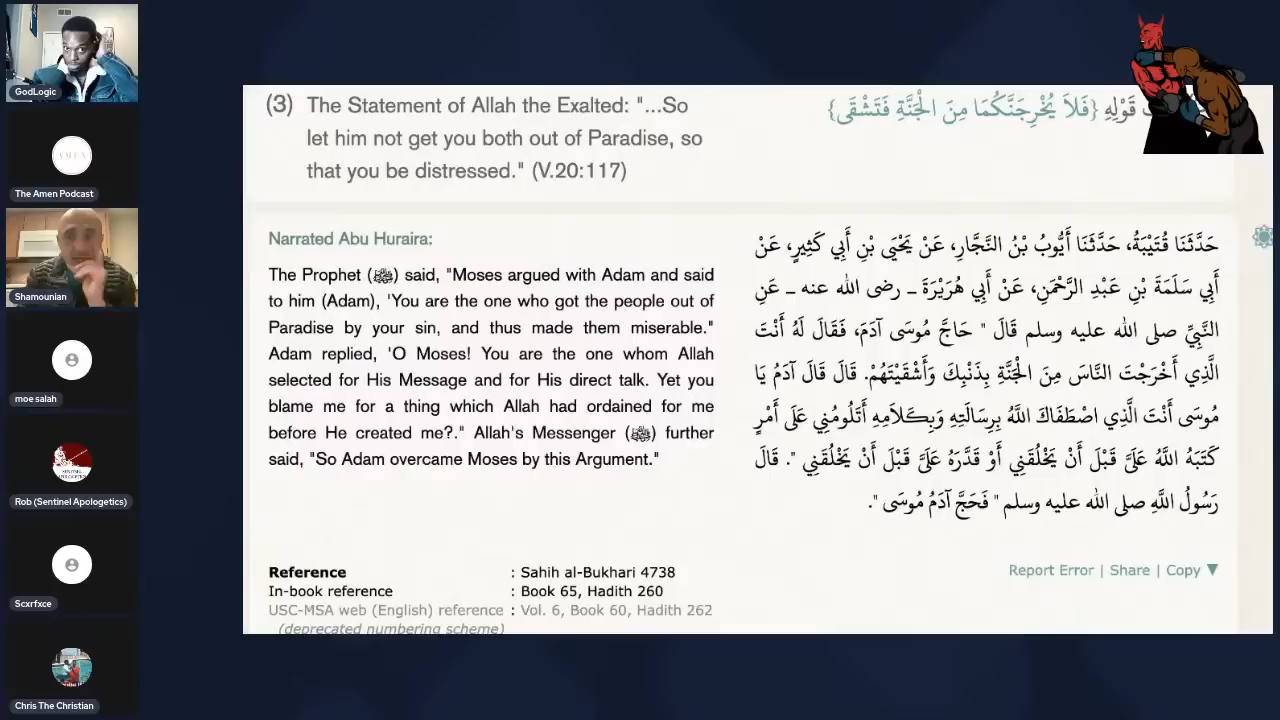 GodLogic
The Amen Podcast
Shamounian
moe salah
Rob (Sentinel Apologetics)
Scxrfxce
Chris The Christian
AMEN
SENTINEL
APOLOGETICS
(3) The Statement of Allah the Exalted: "...So
let him not get you both out of Paradise, so
that you be distressed." (V.20:117)
قَوْلِهِ {فَلاَ يُخْرِجَنَّكُمَا مِنَ الْجَنَّةِ فَتَشْقَى}
Narrated Abu Huraira:
The Prophet (ﷺ) said, "Moses argued with Adam and said
to him (Adam), 'You are the one who got the people out of
Paradise by your sin, and thus made them miserable."
Adam replied, 'O Moses! You are the one whom Allah
selected for His Message and for His direct talk. Yet you
blame me for a thing which Allah had ordained for me
before He created me?." Allah's Messenger (ﷺ) further
said, "So Adam overcame Moses by this Argument."
حَدَّثَنَا قُتَيْبَةُ، حَدَّثَنَا أَيُّوبُ بْنُ النَّجَّارِ، عَنْ يَحْيَى بْنِ أَبِي كَثِيرٍ، عَنْ
أَبِي سَلَمَةَ بْنِ عَبْدِ الرَّحْمَنِ، عَنْ أَبِي هُرَيْرَةَ ـ رضى الله عنه ـ عَنِ
النَّبِيِّ صلى الله عليه وسلم قَالَ " حَاجَّ مُوسَى آدَمَ، فَقَالَ لَهُ أَنْتَ
الَّذِي أَخْرَجْتَ النَّاسَ مِنَ الْجَنَّةِ بِذَنْبِكَ وَأَشْقَيْتَهُمْ. قَالَ قَالَ آدَمُ يَا
مُوسَى أَنْتَ الَّذِي اصْطَفَاكَ اللَّهُ بِرِسَالَتِهِ وَبِكَلاَمِهِ أَتَلُومُنِي عَلَى أَمْرٍ
كَتَبَهُ اللَّهُ عَلَىَّ قَبْلَ أَنْ يَخْلُقَنِي أَوْ قَدَّرَهُ عَلَىَّ قَبْلَ أَنْ يَخْلُقَنِي ". قَالَ
رَسُولُ اللَّهِ صلى الله عليه وسلم " فَحَجَّ آدَمُ مُوسَى ".
Reference : Sahih al-Bukhari 4738
In-book reference : Book 65, Hadith 260
USC-MSA web (English) reference : Vol. 6, Book 60, Hadith 262
(deprecated numbering scheme)
Report Error | Share | Copy ▼